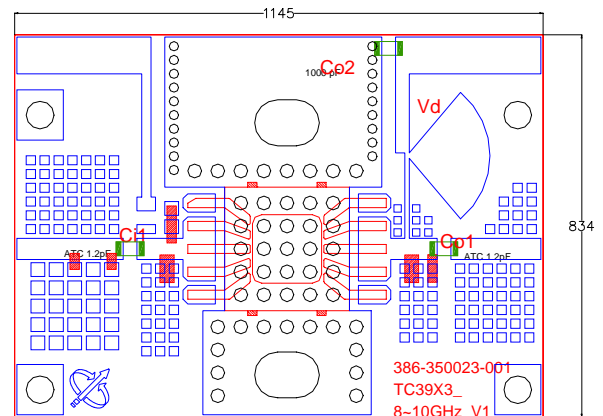 1145
Co2
1000 pF
Vd
834
Ci1
ATC 1.2pF
Co1
ATC 1.2pF
386-350023-001
TC39X3_
8~10GHz_V1